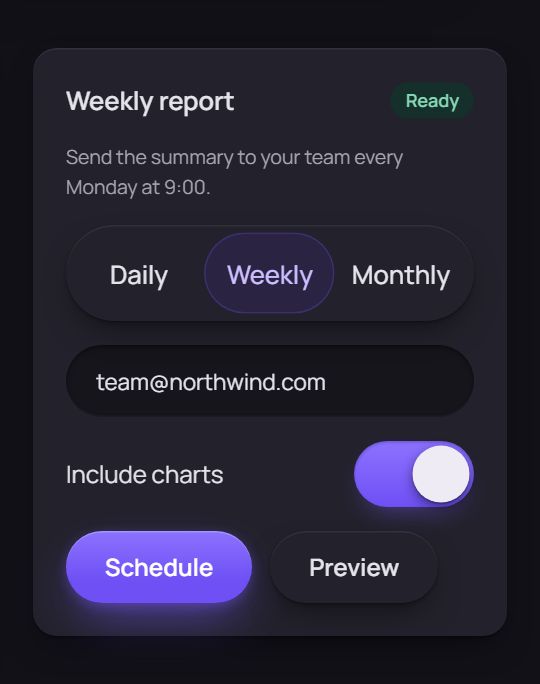 Weekly report
Ready
Send the summary to your team every
Monday at 9:00.
Daily
Weekly
Monthly
team@northwind.com
Include charts
Schedule
Preview